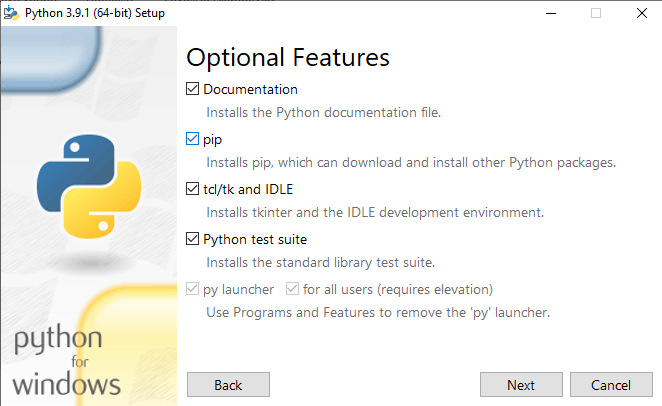 Python 3.9.1 (64-bit) Setup
Optional Features
Documentation
Installs the Python documentation file.
pip
Installs pip, which can download and install other Python packages.
tcl/tk and IDLE
Installs tkinter and the IDLE development environment.
Python test suite
Installs the standard library test suite.
py launcher for all users (requires elevation)
Use Programs and Features to remove the 'py' launcher.
python
for
windows
Back Next Cancel